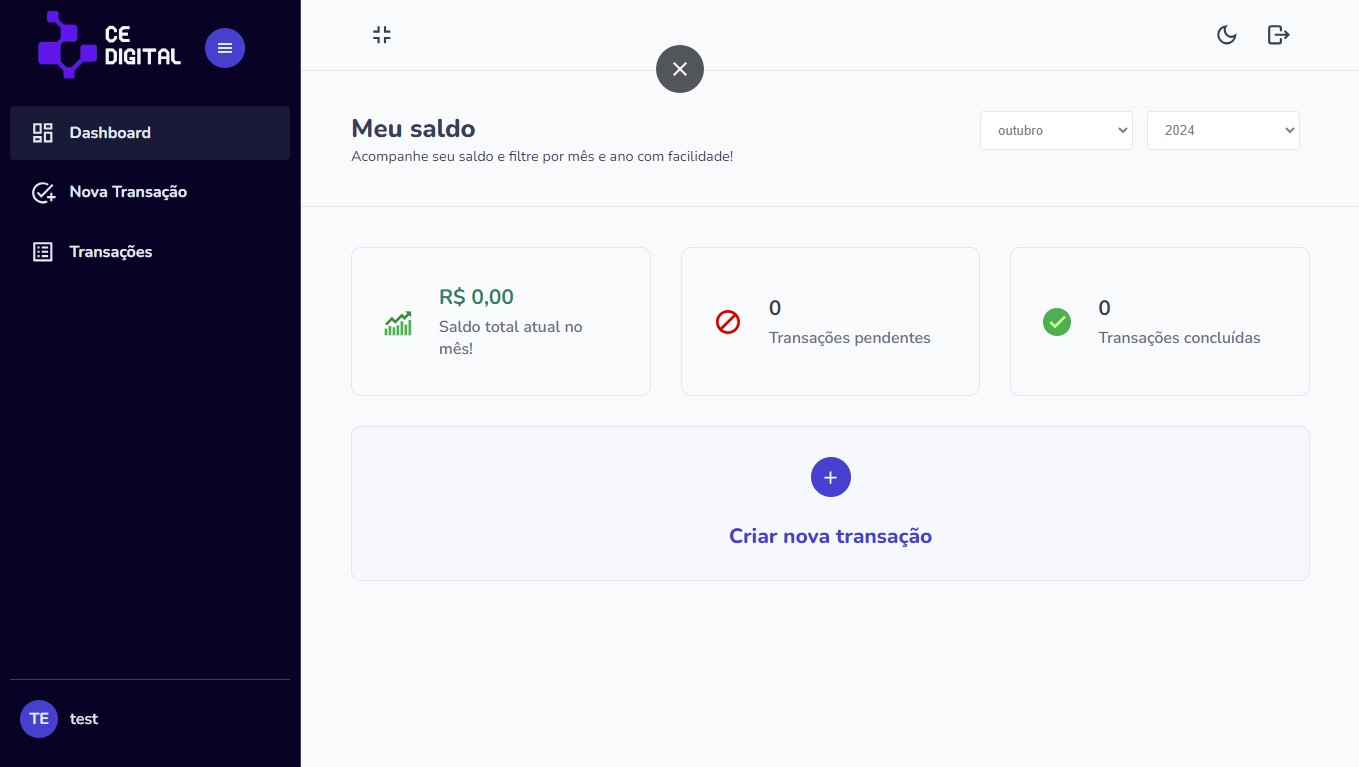 CE
DIGITAL
Dashboard
Nova Transação
Transações
TE
test
Meu saldo
Acompanhe seu saldo e filtre por mês e ano com facilidade!
outubro
2024
R$ 0,00
Saldo total atual no
mês!
0
Transações pendentes
0
Transações concluídas
Criar nova transação